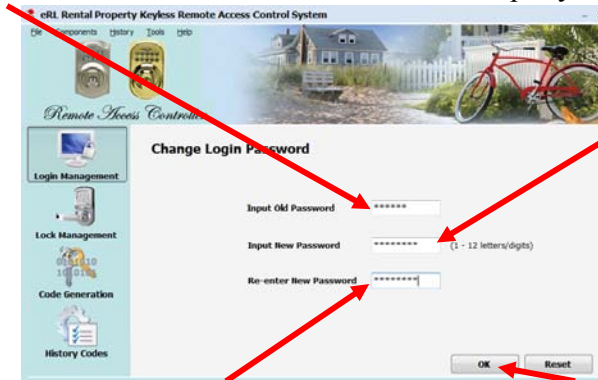 eRL Rental Property Keyless Remote Access Control System
File Components History Tools Help
Remote Access Controller
Change Login Password
Login Management
Input Old Password ******
Lock Management
Input New Password ******** (1 - 12 letters/digits)
Re-enter New Password ********
Code Generation
History Codes
OK Reset